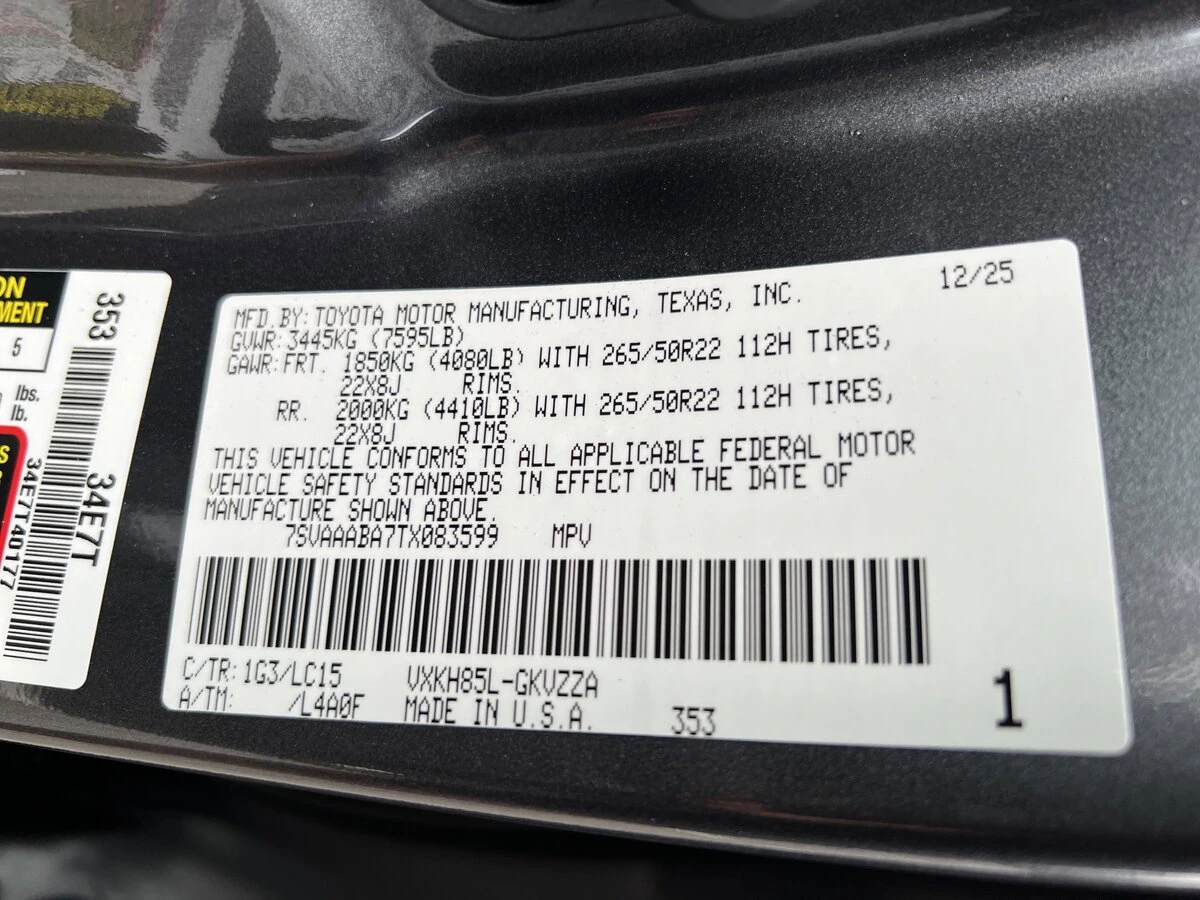 ON
MENT
5
lbs.
lb.
S
353
34E7T
34E7T40177
12/25
MFD.BY:TOYOTA MOTOR MANUFACTURING, TEXAS, INC.
GVWR:3445KG (7595LB)
GAWR:FRT. 1850KG (4080LB) WITH 265/50R22 112H TIRES,
22X8J RIMS.
RR. 2000KG (4410LB) WITH 265/50R22 112H TIRES,
22X8J RIMS.
THIS VEHICLE CONFORMS TO ALL APPLICABLE FEDERAL MOTOR
VEHICLE SAFETY STANDARDS IN EFFECT ON THE DATE OF
MANUFACTURE SHOWN ABOVE.
7SVAAABA7TX083599 MPV
C/TR:1G3/LC15 VXKH85L-GKVZZA
A/TM: /L4A0F MADE IN U.S.A. 353
1